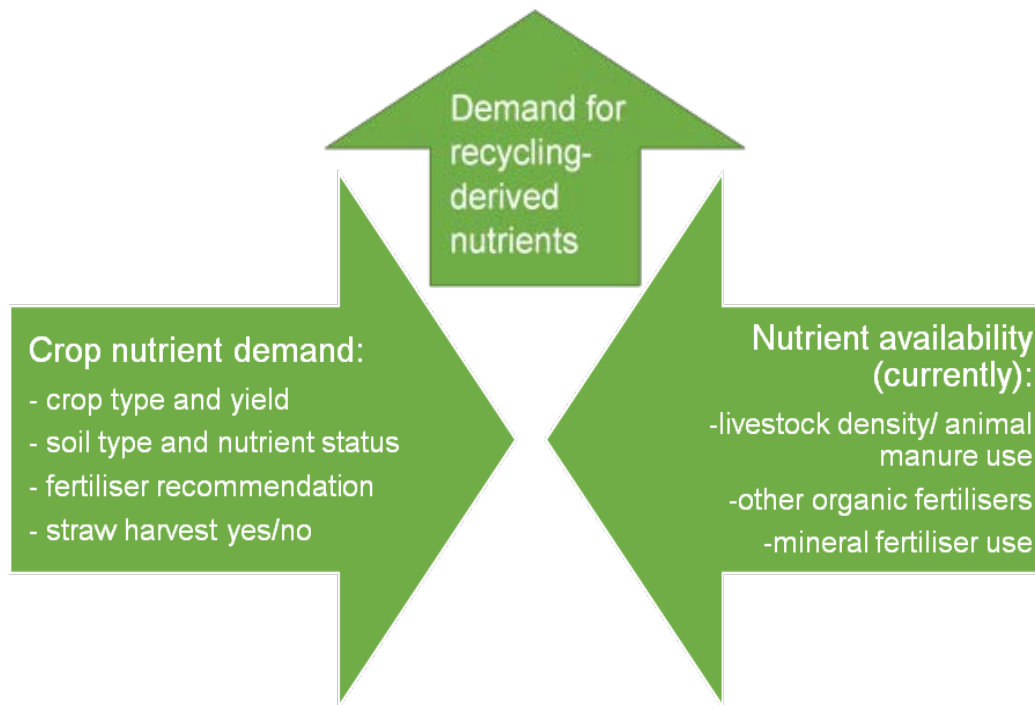 Demand for
recycling-
derived
nutrients
Crop nutrient demand:
- crop type and yield
- soil type and nutrient status
- fertiliser recommendation
- straw harvest yes/no
Nutrient availability
(currently):
-livestock density/ animal
manure use
-other organic fertilisers
-mineral fertiliser use